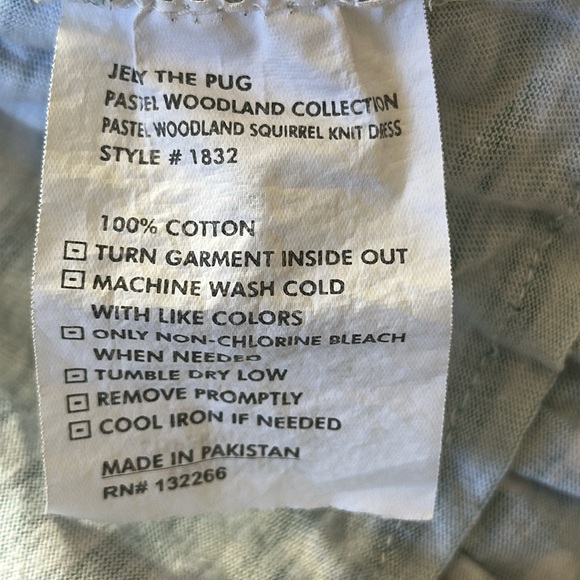 JELY THE PUG
PASTEL WOODLAND COLLECTION
PASTEL WOODLAND SQUIRREL KNIT DRESS
STYLE # 1832
100% COTTON
TURN GARMENT INSIDE OUT
MACHINE WASH COLD
WITH LIKE COLORS
ONLY NON-CHLORINE BLEACH
WHEN NEEDED
TUMBLE DRY LOW
REMOVE PROMPTLY
COOL IRON IF NEEDED
MADE IN PAKISTAN
RN# 132266